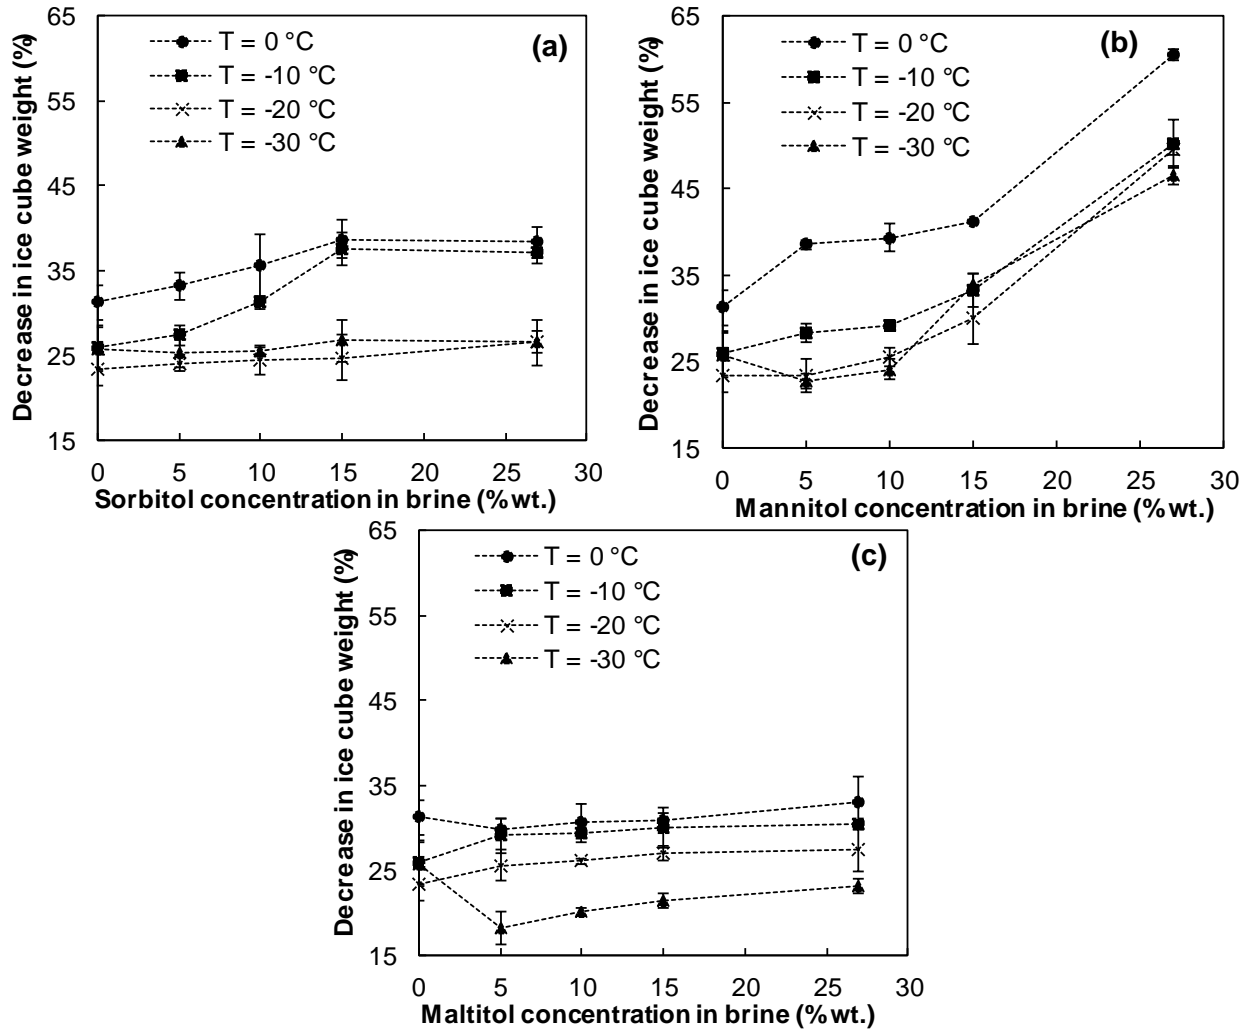 (a)
T = 0 °C
T = -10 °C
T = -20 °C
T = -30 °C
Decrease in ice cube weight (%)
65
55
45
35
25
15
0 5 10 15 20 25 30
Sorbitol concentration in brine (%wt.)
(b)
T = 0 °C
T = -10 °C
T = -20 °C
T = -30 °C
Decrease in ice cube weight (%)
65
55
45
35
25
15
0 5 10 15 20 25 30
Mannitol concentration in brine (%wt.)
(c)
T = 0 °C
T = -10 °C
T = -20 °C
T = -30 °C
Decrease in ice cube weight (%)
65
55
45
35
25
15
0 5 10 15 20 25 30
Maltitol concentration in brine (%wt.)